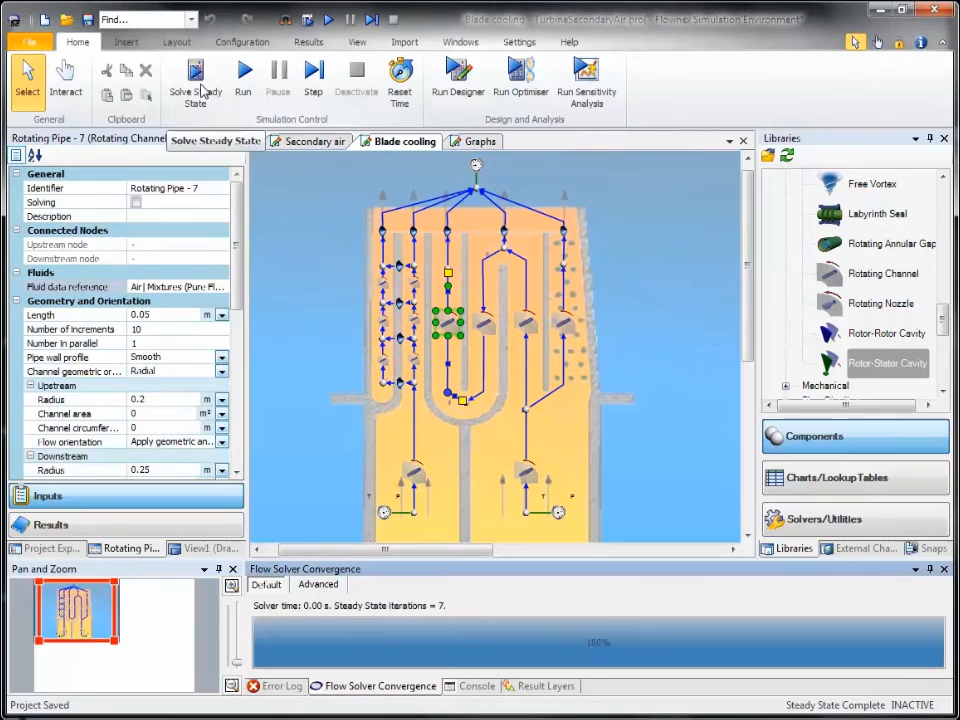 Find...
Blade cooling - TurbineSecondaryAir.proj - Flownex Simulation Environment*
File
Home
Insert
Layout
Configuration
Results
View
Import
Windows
Settings
Help
Select
Interact
Solve Steady State
Run
Pause
Step
Deactivate
Reset Time
Run Designer
Run Optimiser
Run Sensitivity Analysis
General
Clipboard
Simulation Control
Design and Analysis
Rotating Pipe - 7 (Rotating Channel
Solve Steady State
Secondary air
Blade cooling
Graphs
Libraries
General
Identifier Rotating Pipe - 7
Solving
Description
Connected Nodes
Upstream node -
Downstream node -
Fluids
Fluid data reference Air| Mixtures (Pure Fl...
Geometry and Orientation
Length 0.05 m
Number of increments 10
Number in parallel 1
Pipe wall profile Smooth
Channel geometric or... Radial
Upstream
Radius 0.2 m
Channel area 0 m²
Channel circumfer... 0 m
Flow orientation Apply geometric an...
Downstream
Radius 0.25 m
Inputs
Results
Project Exp...
Rotating Pi...
View1 (Dra...
T P
T P
Free Vortex
Labyrinth Seal
Rotating Annular Gap
Rotating Channel
Rotating Nozzle
Rotor-Rotor Cavity
Rotor-Stator Cavity
Mechanical
Components
Charts/LookupTables
Solvers/Utilities
Libraries
External Cha...
Snaps
Pan and Zoom
Flow Solver Convergence
Default
Advanced
Solver time: 0.00 s. Steady State iterations = 7.
100%
Error Log
Flow Solver Convergence
Console
Result Layers
Project Saved
Steady State Complete
INACTIVE